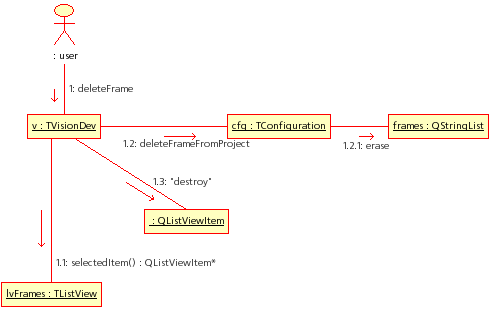 : user
1: deleteFrame
v : TVisionDev
cfg : TConfiguration
frames : QStringList
1.2: deleteFrameFromProject
1.2.1: erase
1.3: "destroy"
: QListViewItem
1.1: selectedItem() : QListViewItem*
lvFrames : TListView